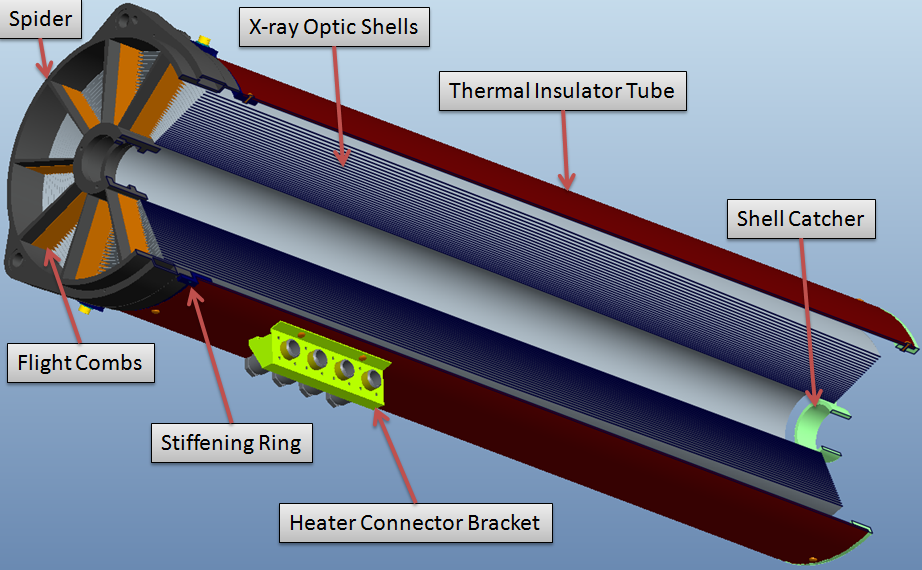 Spider
X-ray Optic Shells
Thermal Insulator Tube
Shell Catcher
Flight Combs
Stiffening Ring
Heater Connector Bracket